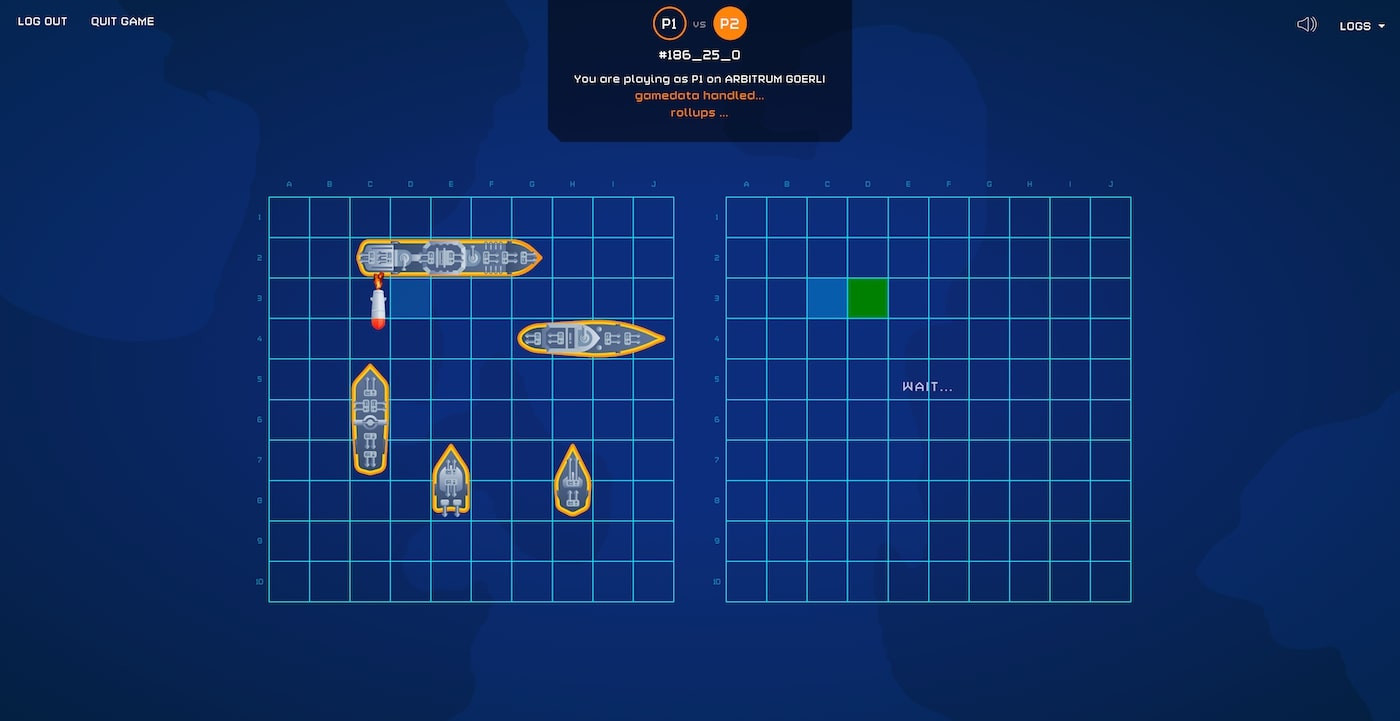 LOG OUT QUIT GAME
P1 vs P2
LOGS
#186_25_0
You are playing as P1 on ARBITRUM GOERLI
gamedata handled...
rollups ...
A B C D E F G H I J
A B C D E F G H I J
1 1
2 2
3 3
4 4
5 5
WAIT...
6 6
7 7
8 8
9 9
10 10